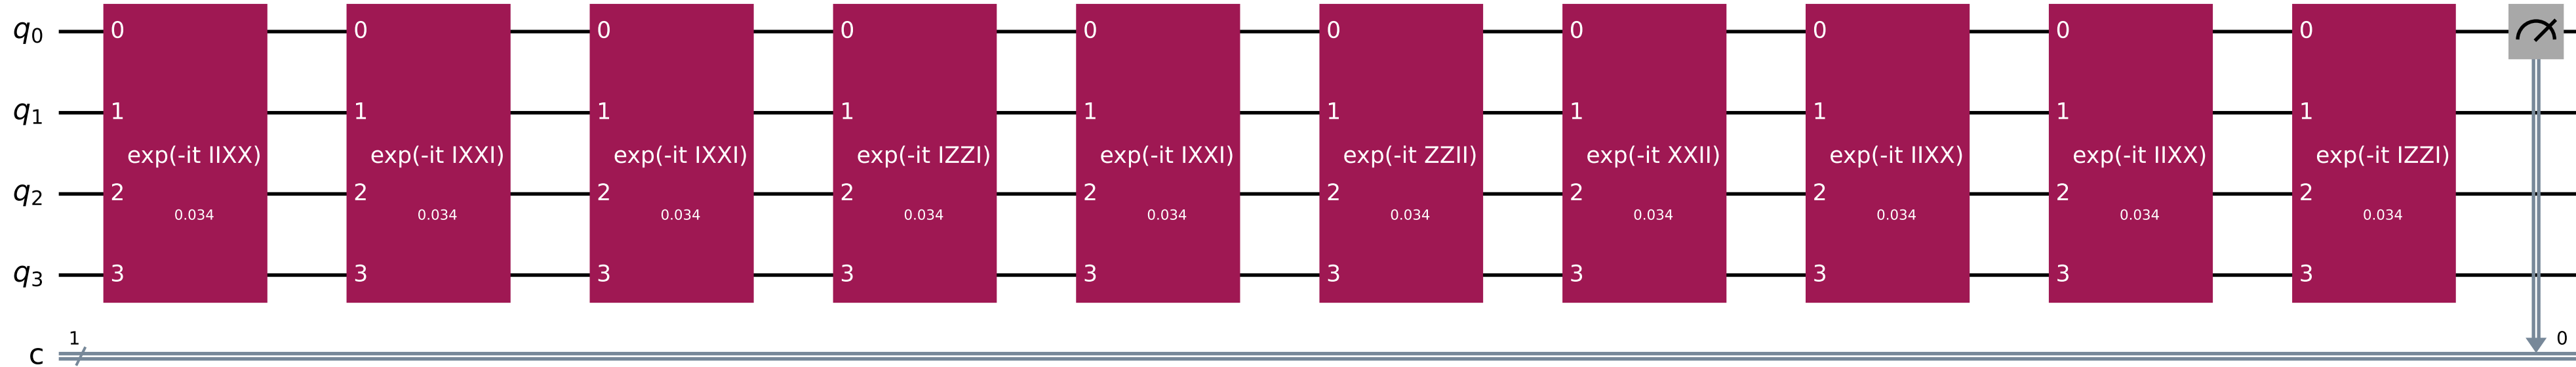 q0 0 0 0 0 0 0 0 0 0 0
q1 1 1 1 1 1 1 1 1 1 1
exp(-it IIXX) exp(-it IXXI) exp(-it IXXI) exp(-it IZZI) exp(-it IXXI) exp(-it ZZII) exp(-it XXII) exp(-it IIXX) exp(-it IIXX) exp(-it IZZI)
q2 2 2 2 2 2 2 2 2 2 2
0.034 0.034 0.034 0.034 0.034 0.034 0.034 0.034 0.034 0.034
q3 3 3 3 3 3 3 3 3 3 3
1 0
c